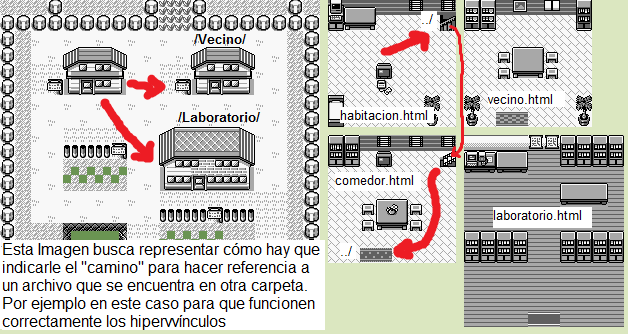 /Vecino/
/Laboratorio/
../
habitacion.html
vecino.html
comedor.html
laboratorio.html
../
Esta Imagen busca representar cómo hay que
indicarle el "camino" para hacer referencia a
un archivo que se encuentra en otra carpeta.
Por ejemplo en este caso para que funcionen
correctamente los hipervvínculos